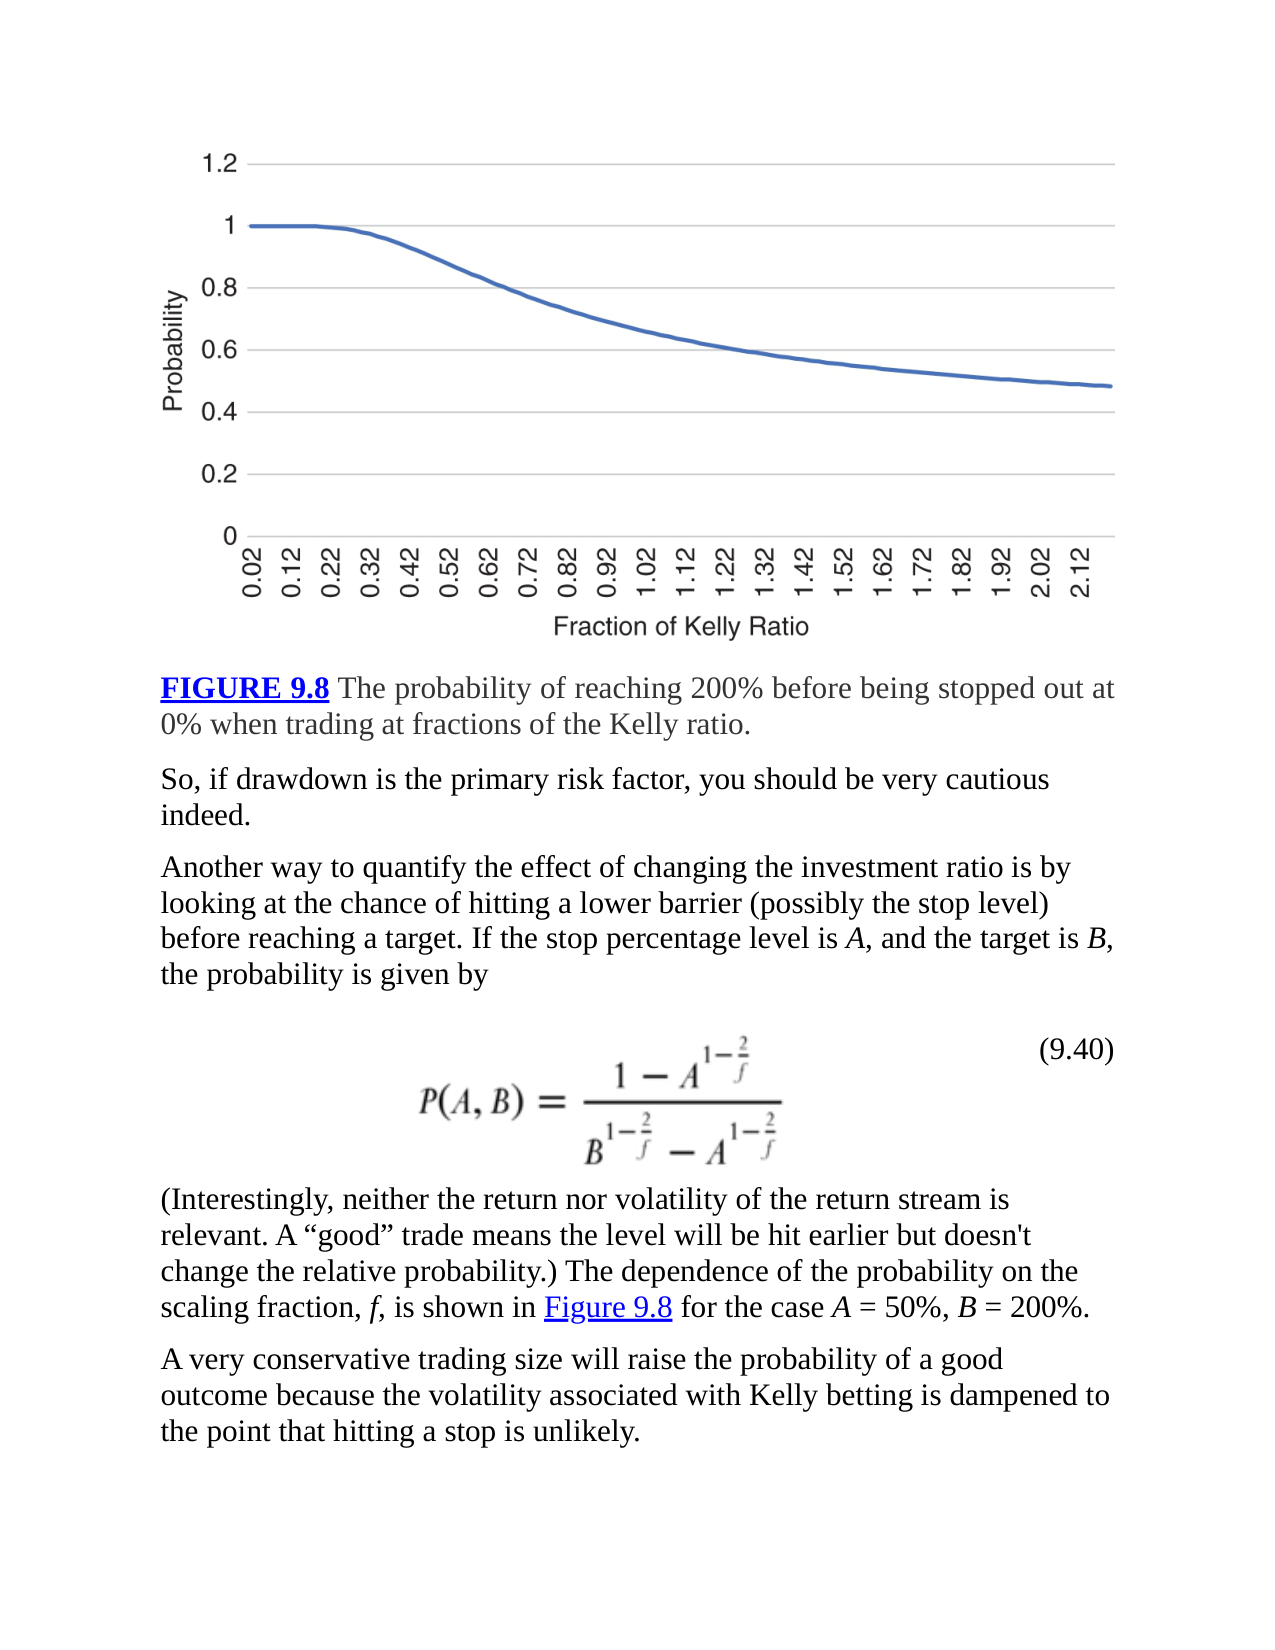 1.2
1
0.8
0.6
0.4
0.2
0
Probability
0.02 0.12 0.22 0.32 0.42 0.52 0.62 0.72 0.82 0.92 1.02 1.12 1.22 1.32 1.42 1.52 1.62 1.72 1.82 1.92 2.02 2.12
Fraction of Kelly Ratio
FIGURE 9.8 The probability of reaching 200% before being stopped out at
0% when trading at fractions of the Kelly ratio.
So, if drawdown is the primary risk factor, you should be very cautious
indeed.
Another way to quantify the effect of changing the investment ratio is by
looking at the chance of hitting a lower barrier (possibly the stop level)
before reaching a target. If the stop percentage level is A, and the target is B,
the probability is given by
(9.40)
P(A, B) = \frac{1 - A^{1-\frac{2}{f}}}{B^{1-\frac{2}{f}} - A^{1-\frac{2}{f}}}
(Interestingly, neither the return nor volatility of the return stream is
relevant. A “good” trade means the level will be hit earlier but doesn't
change the relative probability.) The dependence of the probability on the
scaling fraction, f, is shown in Figure 9.8 for the case A = 50%, B = 200%.
A very conservative trading size will raise the probability of a good
outcome because the volatility associated with Kelly betting is dampened to
the point that hitting a stop is unlikely.